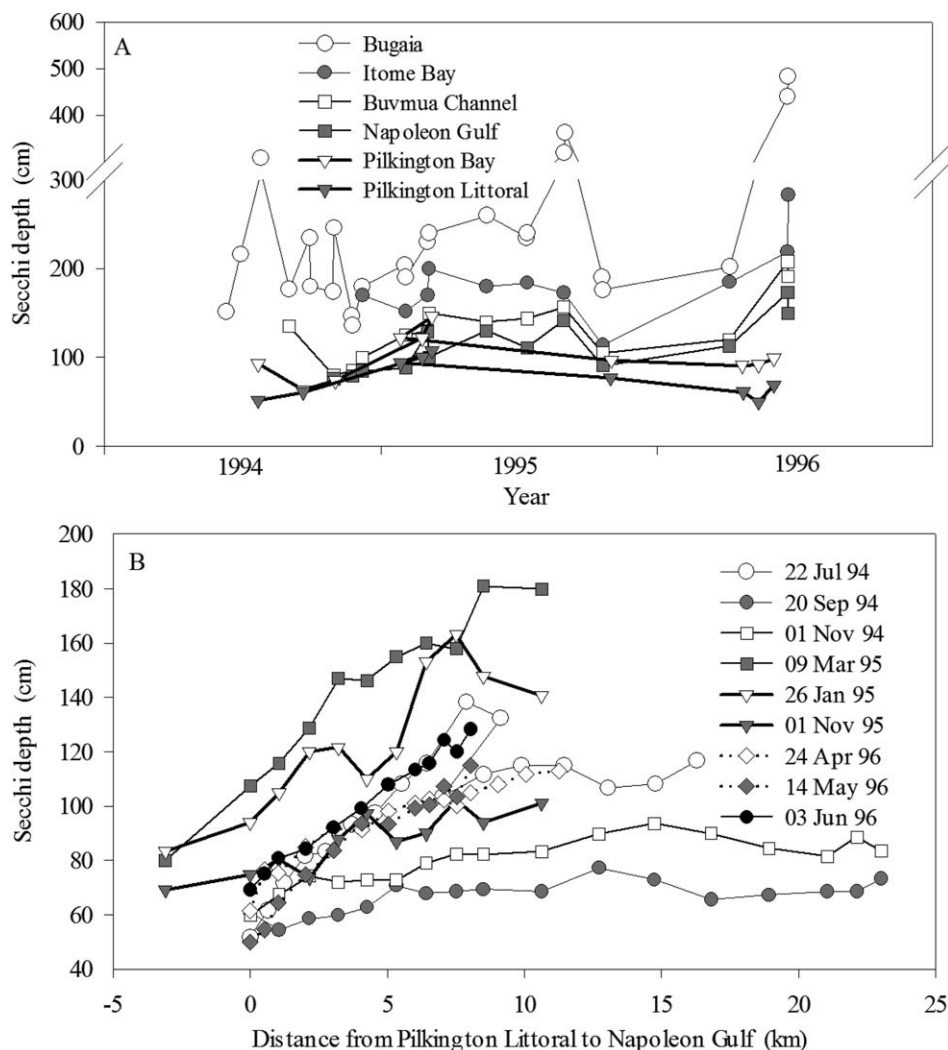 A
Bugaia
Itome Bay
Buvmua Channel
Napoleon Gulf
Pilkington Bay
Pilkington Littoral
Secchi depth (cm)
600
500
400
300
200
100
0
1994 1995 1996
Year
B
22 Jul 94
20 Sep 94
01 Nov 94
09 Mar 95
26 Jan 95
01 Nov 95
24 Apr 96
14 May 96
03 Jun 96
Secchi depth (cm)
200
180
160
140
120
100
80
60
40
-5 0 5 10 15 20 25
Distance from Pilkington Littoral to Napoleon Gulf (km)